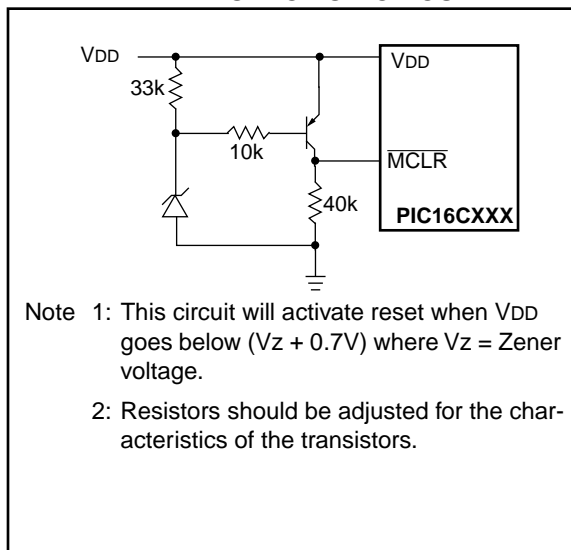 VDD
VDD
33k
10k
MCLR
40k
PIC16CXXX
Note 1: This circuit will activate reset when VDD
goes below (Vz + 0.7V) where Vz = Zener
voltage.
2: Resistors should be adjusted for the char-
acteristics of the transistors.